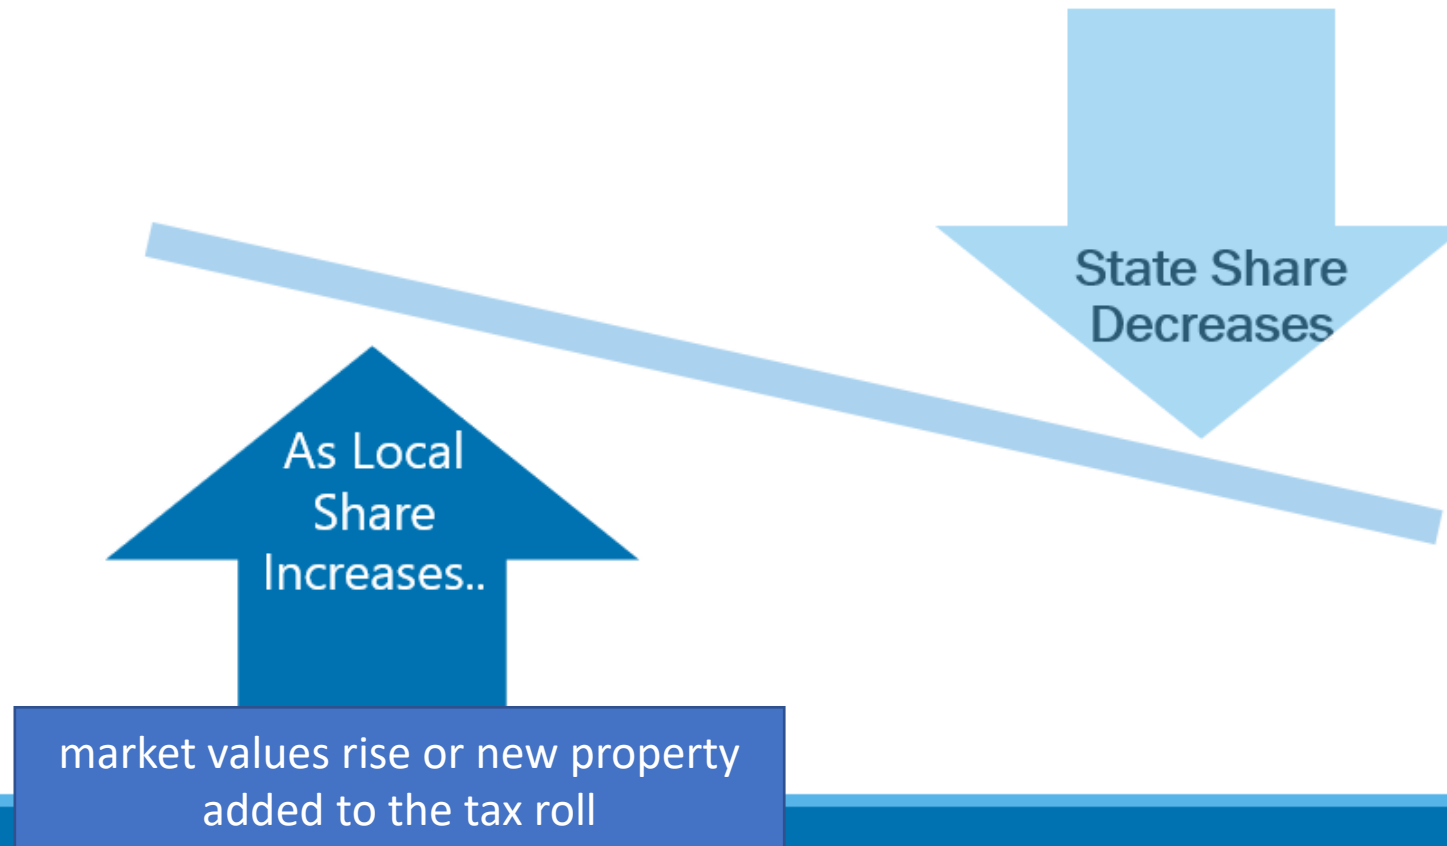 As Local
Share
Increases..
State Share
Decreases
market values rise or new property
added to the tax roll